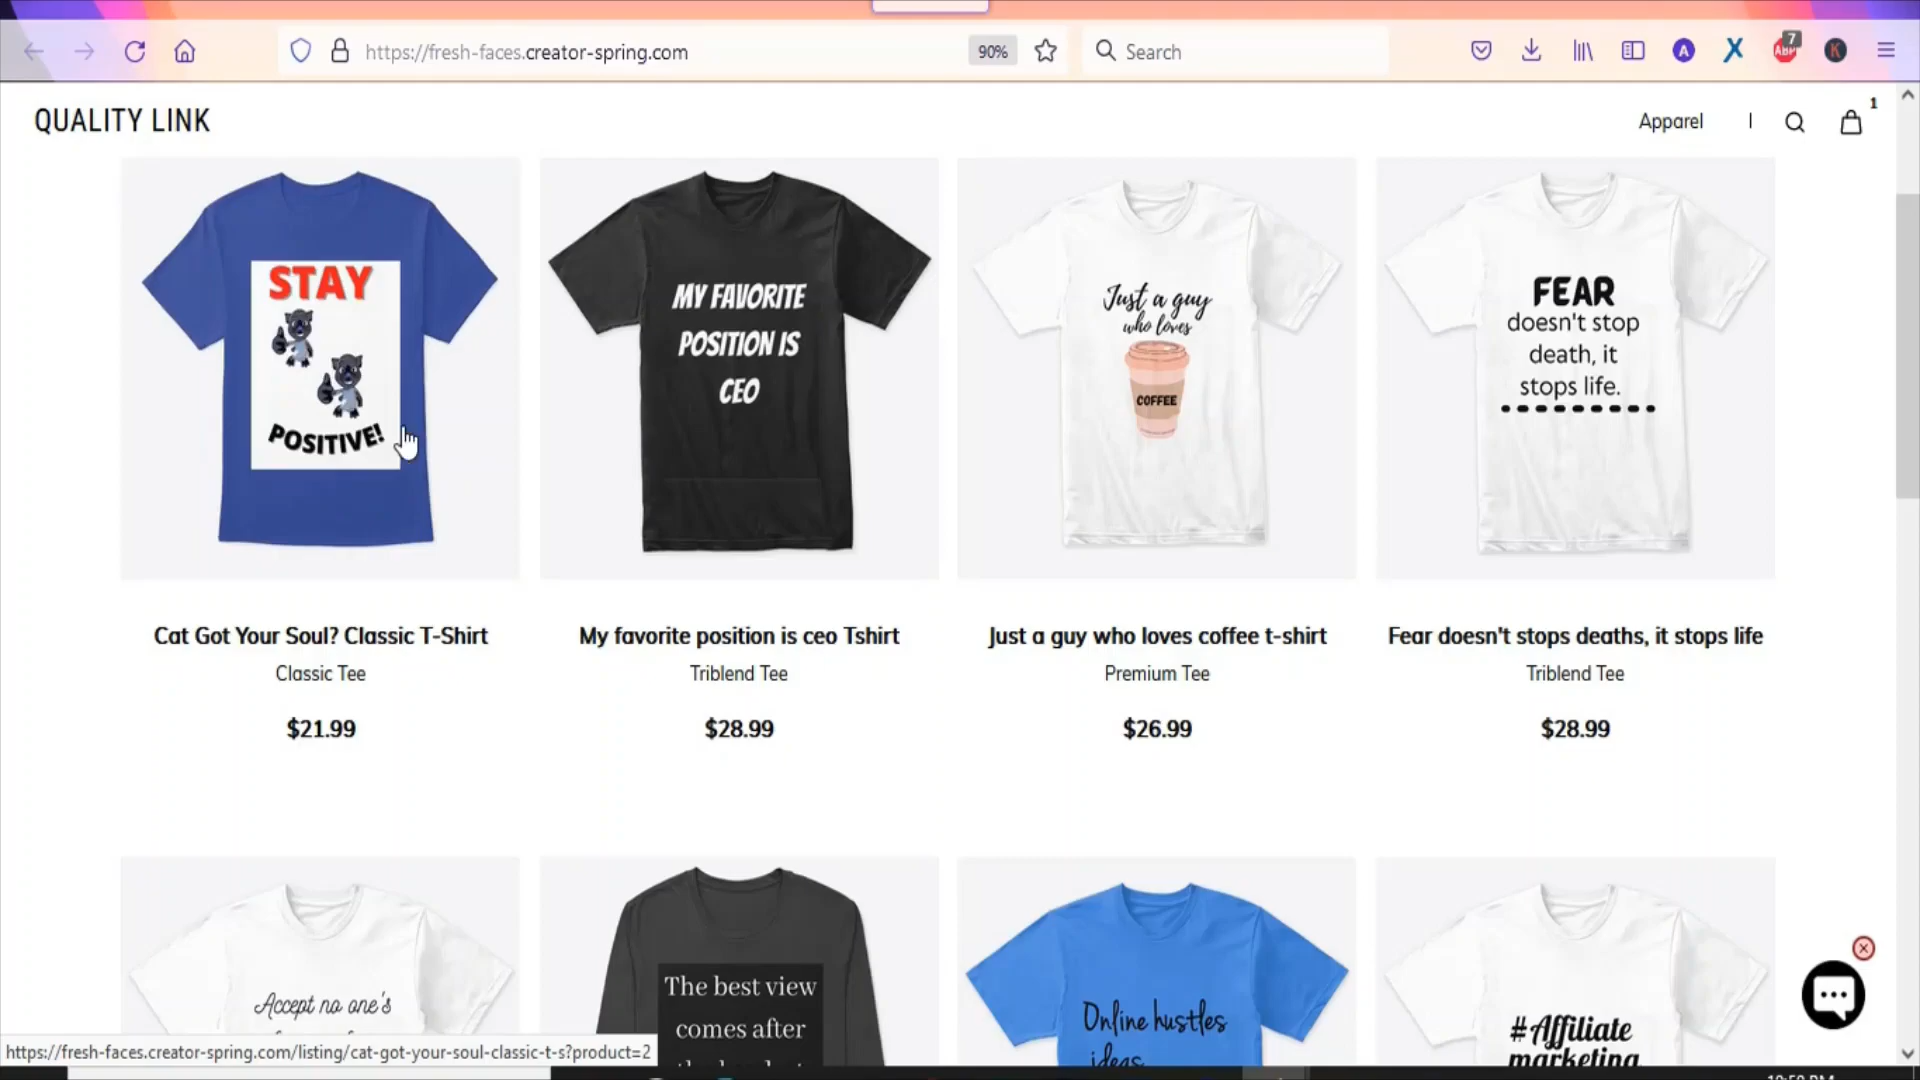 https://fresh-faces.creator-spring.com
90%
Search
A
7
ABP
K
QUALITY LINK
Apparel
1
STAY
POSITIVE!
MY FAVORITE
POSITION IS
CEO
Just a guy
who loves
COFFEE
FEAR
doesn't stop
death, it
stops life.
Cat Got Your Soul? Classic T-Shirt
Classic Tee
$21.99
My favorite position is ceo Tshirt
Triblend Tee
$28.99
Just a guy who loves coffee t-shirt
Premium Tee
$26.99
Fear doesn't stops deaths, it stops life
Triblend Tee
$28.99
Accept no one's
The best view
comes after
Online hustles
ideas
#Affiliate
marketing
https://fresh-faces.creator-spring.com/listing/cat-got-your-soul-classic-t-s?product=2